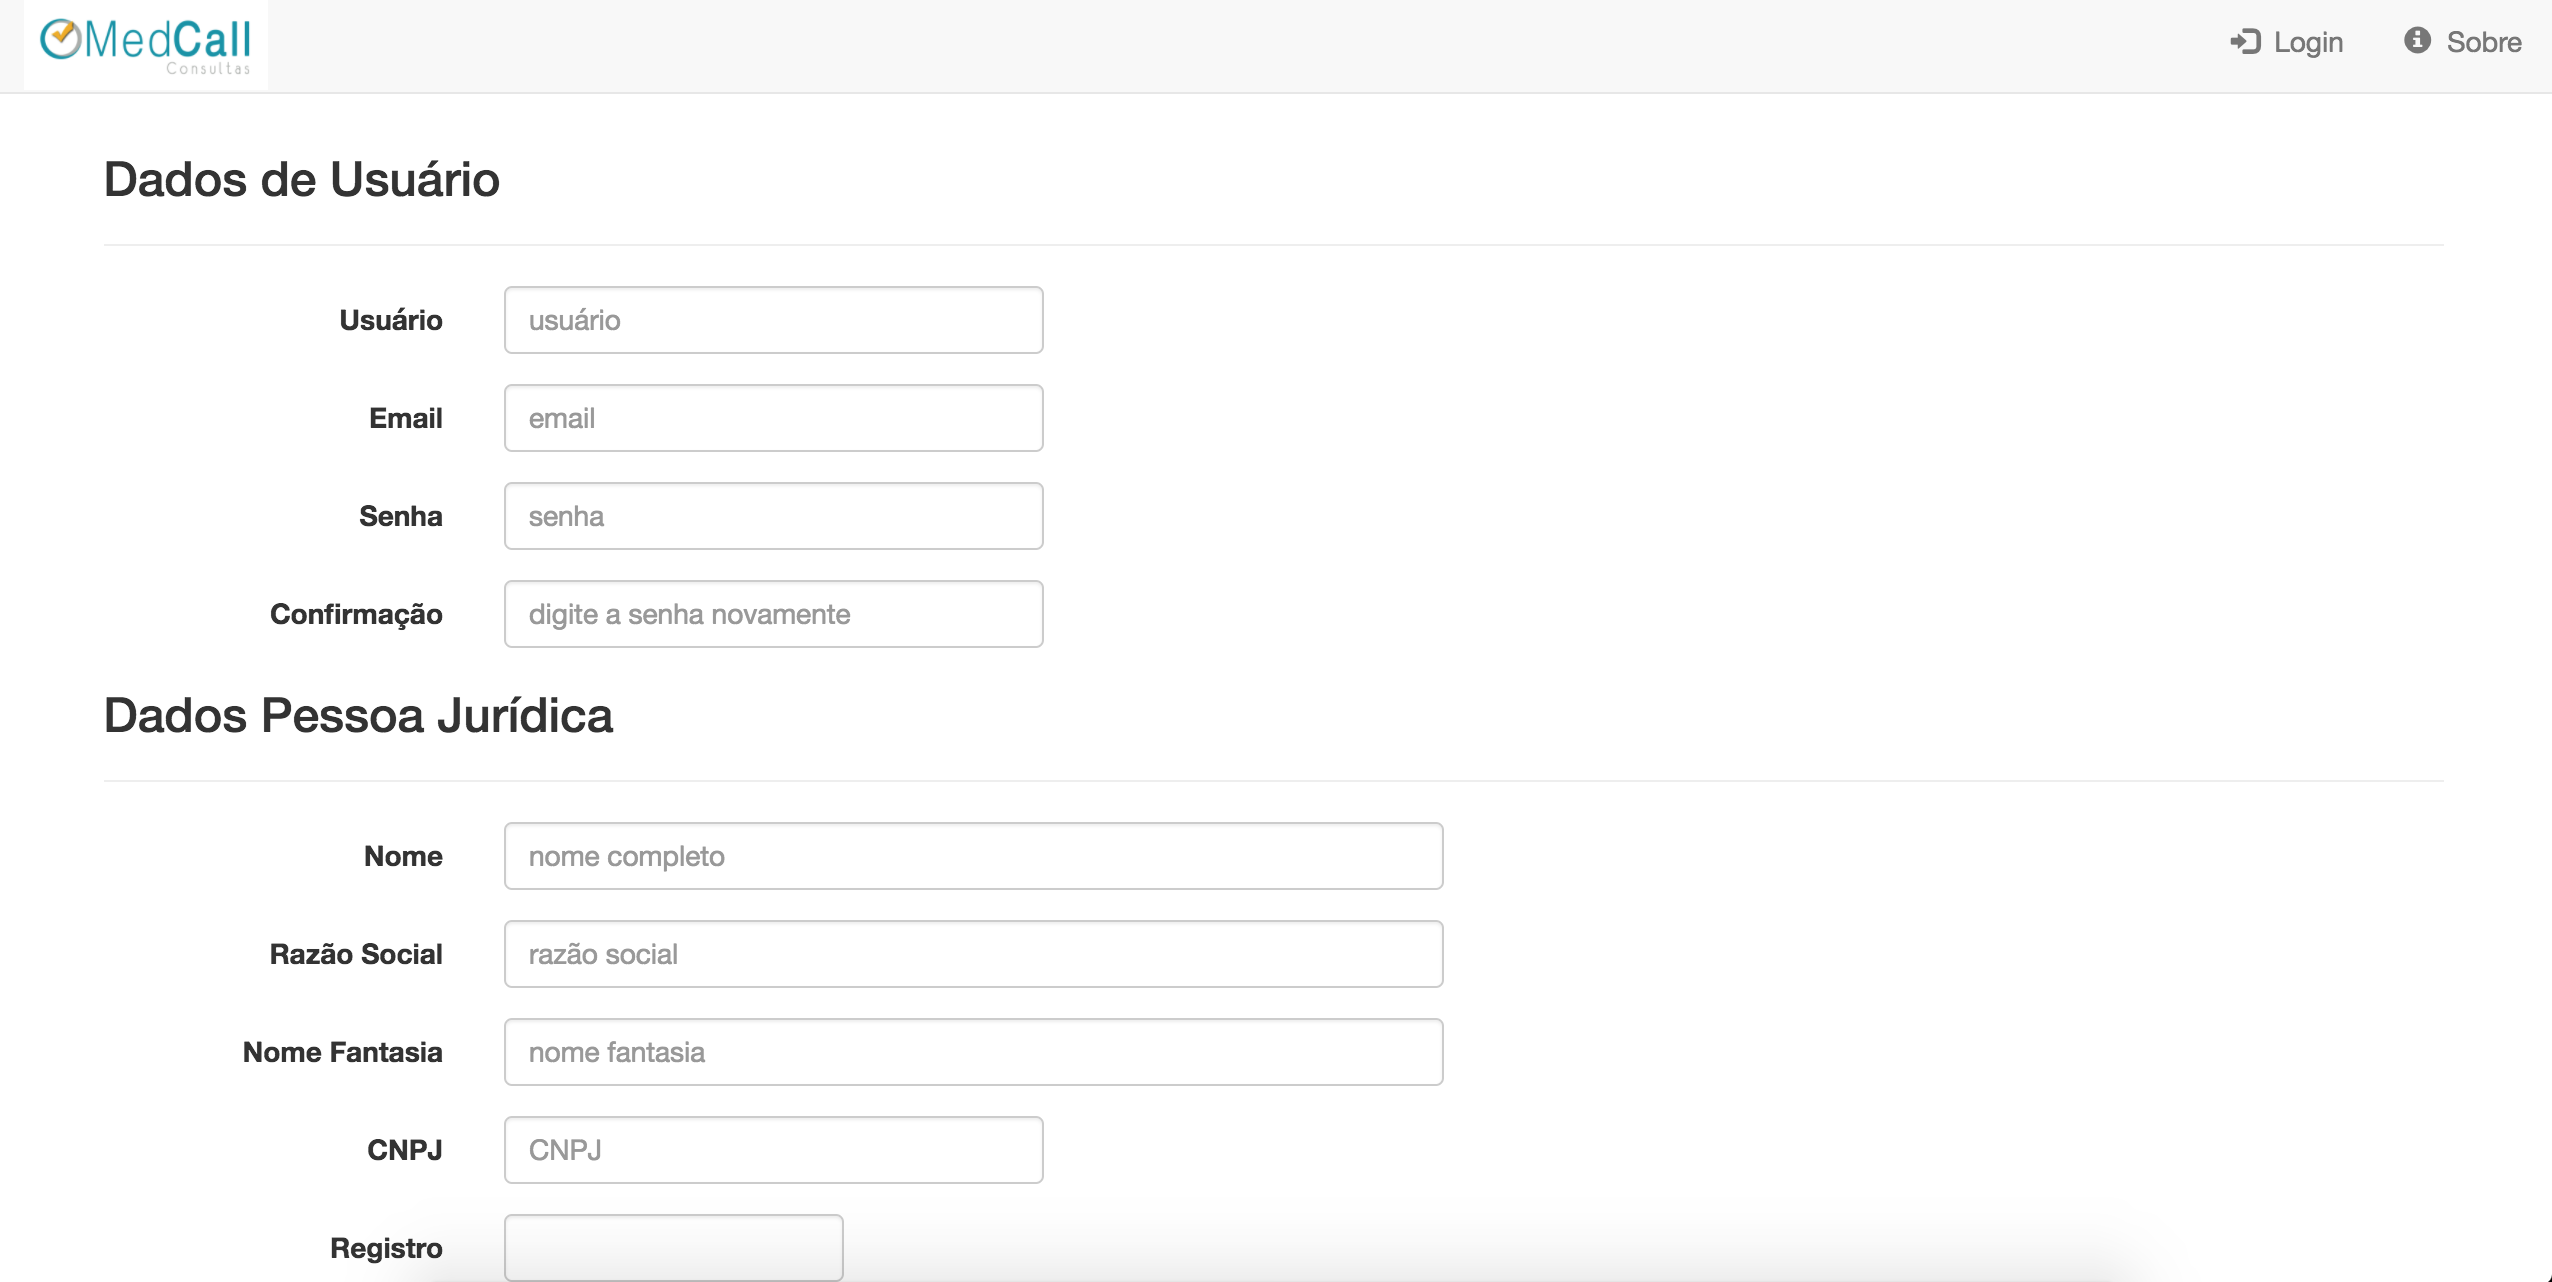 MedCall
Consultas
Login
Sobre
Dados de Usuário
Usuário
usuário
Email
email
Senha
senha
Confirmação
digite a senha novamente
Dados Pessoa Jurídica
Nome
nome completo
Razão Social
razão social
Nome Fantasia
nome fantasia
CNPJ
CNPJ
Registro